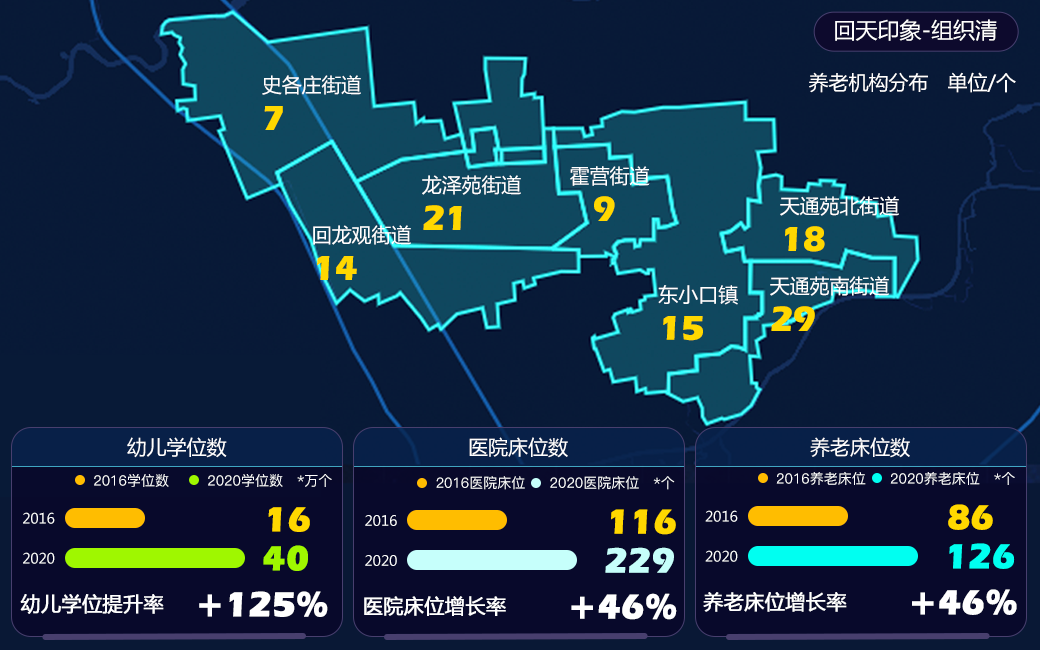 回天印象-组织清
养老机构分布 单位/个
史各庄街道
7
龙泽苑街道
21
霍营街道
9
天通苑北街道
18
回龙观街道
14
东小口镇
15
天通苑南街道
29
幼儿学位数
2016学位数 2020学位数 *万个
2016 16
2020 40
幼儿学位提升率 +125%
医院床位数
2016医院床位 2020医院床位 *个
2016 116
2020 229
医院床位增长率 +46%
养老床位数
2016养老床位 2020养老床位 *个
2016 86
2020 126
养老床位增长率 +46%